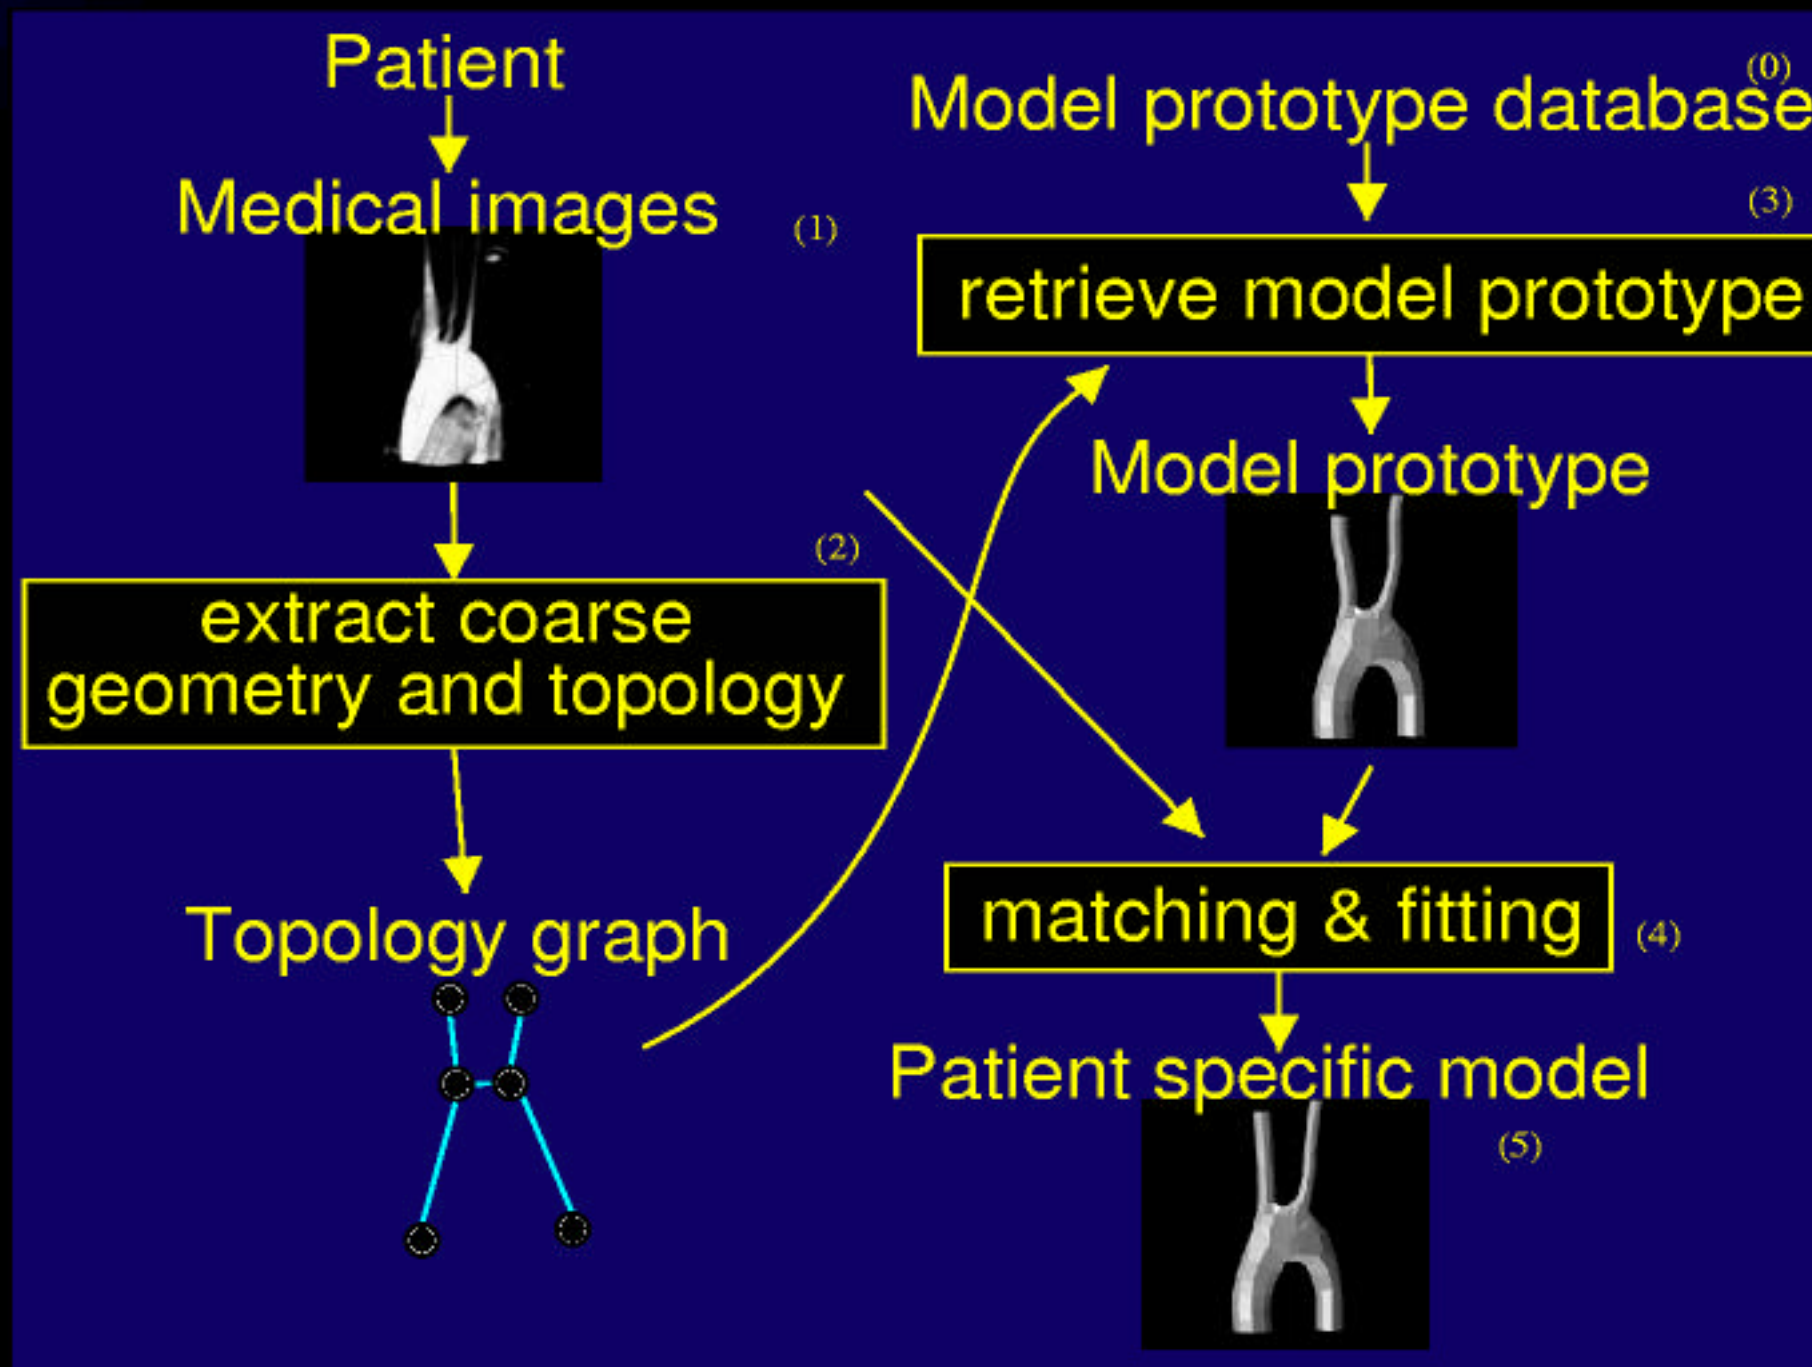 Patient
Medical images
(1)
(2)
extract coarse
geometry and topology
Topology graph
(0)
Model prototype database
(3)
retrieve model prototype
Model prototype
matching & fitting
(4)
Patient specific model
(5)